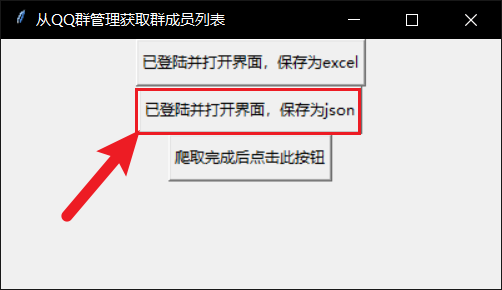 从QQ群管理获取群成员列表
已登陆并打开界面，保存为excel
已登陆并打开界面，保存为json
爬取完成后点击此按钮